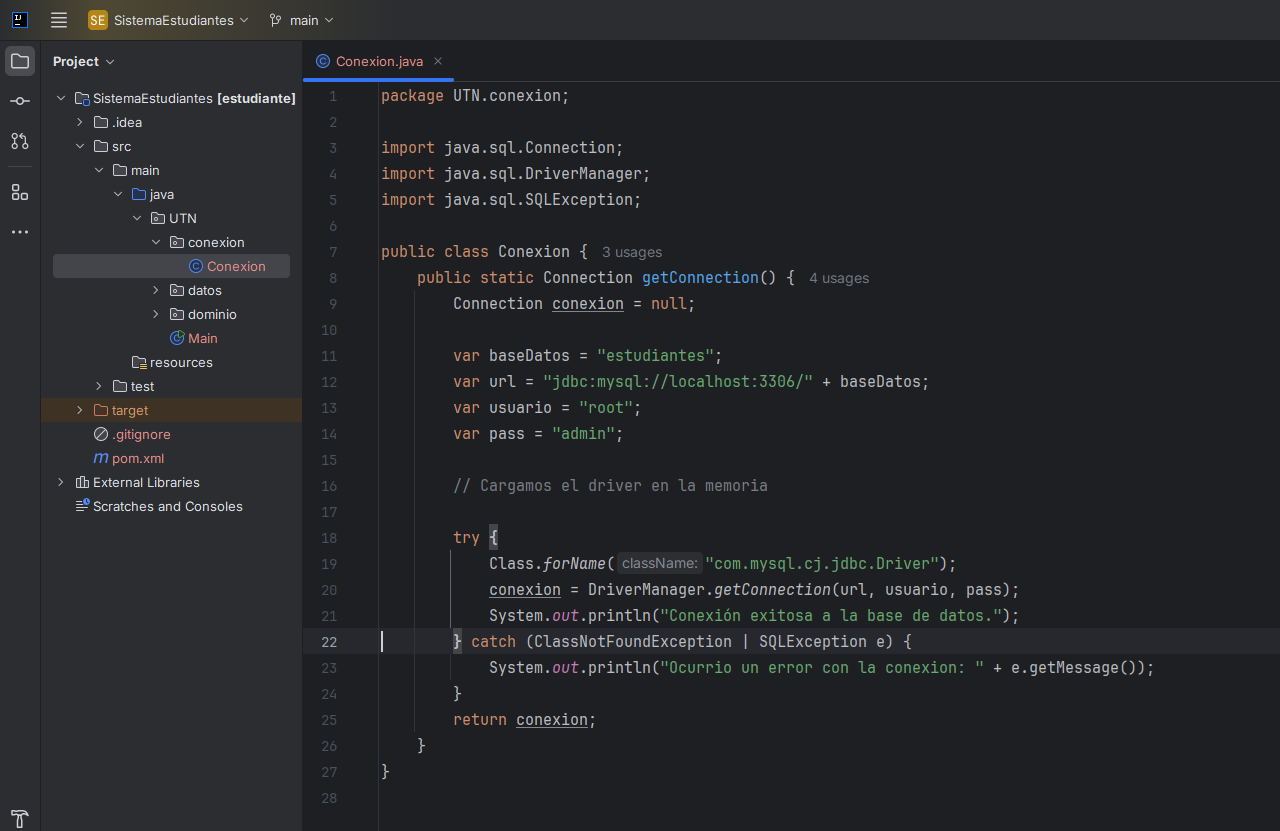 SE SistemaEstudiantes main
Project
SistemaEstudiantes [estudiante]
.idea
src
main
java
UTN
conexion
Conexion
datos
dominio
Main
resources
test
target
.gitignore
pom.xml
External Libraries
Scratches and Consoles
Conexion.java
1 package UTN.conexion;
2
3 import java.sql.Connection;
4 import java.sql.DriverManager;
5 import java.sql.SQLException;
6
7 public class Conexion { 3 usages
8 public static Connection getConnection() { 4 usages
9 Connection conexion = null;
10
11 var baseDatos = "estudiantes";
12 var url = "jdbc:mysql://localhost:3306/" + baseDatos;
13 var usuario = "root";
14 var pass = "admin";
15
16 // Cargamos el driver en la memoria
17
18 try {
19 Class.forName( className: "com.mysql.cj.jdbc.Driver");
20 conexion = DriverManager.getConnection(url, usuario, pass);
21 System.out.println("Conexión exitosa a la base de datos.");
22 } catch (ClassNotFoundException | SQLException e) {
23 System.out.println("Ocurrio un error con la conexion: " + e.getMessage());
24 }
25 return conexion;
26 }
27 }
28